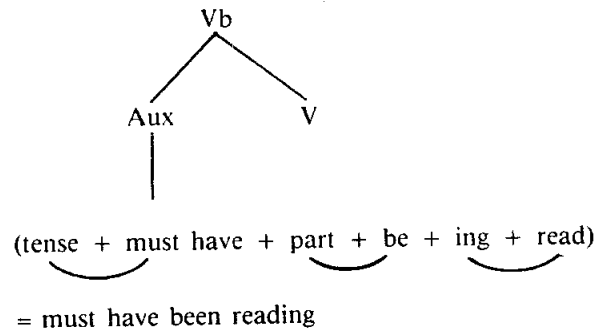 Vb
Aux V
(tense + must have + part + be + ing + read)
= must have been reading